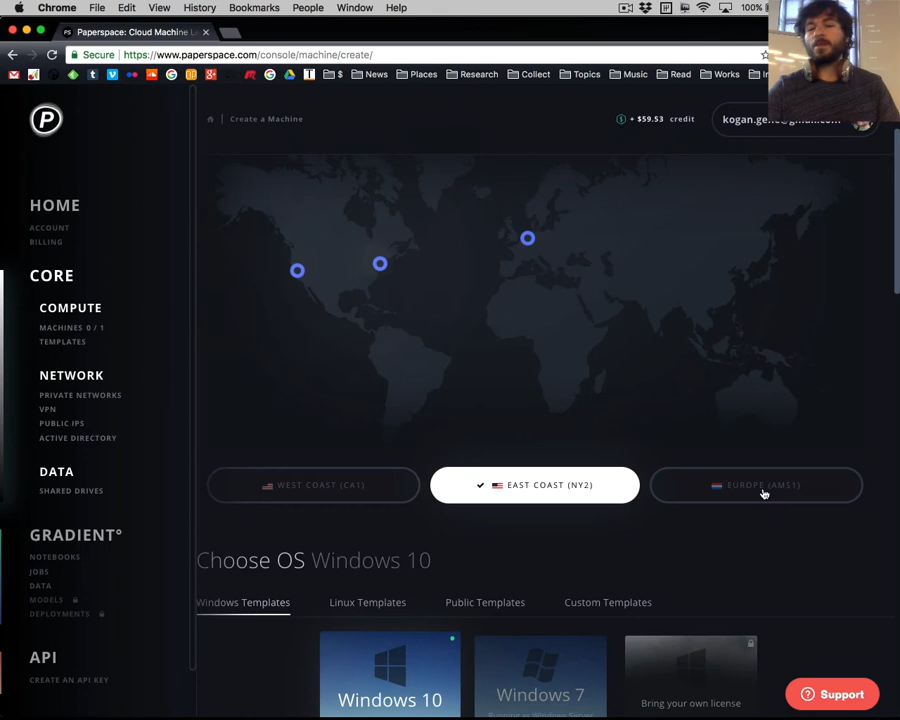 Chrome File Edit View History Bookmarks People Window Help 100%
Paperspace: Cloud Machine Le
Secure https://www.paperspace.com/console/machine/create/
$ News Places Research Collect Topics Music Read Works
P
Create a Machine
+ $59.53 credit
HOME
ACCOUNT
BILLING
CORE
COMPUTE
MACHINES 0 / 1
TEMPLATES
NETWORK
PRIVATE NETWORKS
VPN
PUBLIC IPS
ACTIVE DIRECTORY
DATA
SHARED DRIVES
GRADIENT°
NOTEBOOKS
JOBS
DATA
MODELS
DEPLOYMENTS
API
CREATE AN API KEY
WEST COAST (CA1)
EAST COAST (NY2)
EUROPE (AMS1)
Choose OS Windows 10
Windows Templates Linux Templates Public Templates Custom Templates
Windows 10
Windows 7
Bring your own license
Support